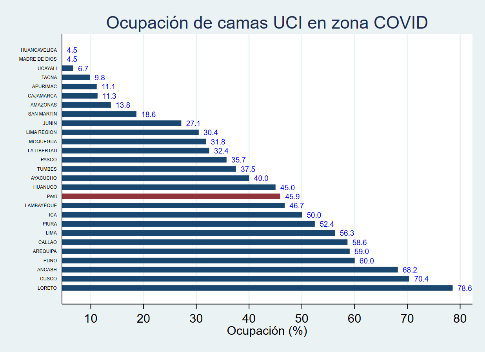 Ocupación de camas UCI en zona COVID
HUANCAVELICA 4.5
MADRE DE DIOS 4.5
UCAYALI 6.7
TACNA 9.8
APURIMAC 11.1
CAJAMARCA 11.3
AMAZONAS 13.8
SAN MARTIN 18.6
JUNIN 27.1
LIMA REGION 30.4
MOQUEGUA 31.8
LA LIBERTAD 32.4
PASCO 35.7
TUMBES 37.5
AYACUCHO 40.0
HUANUCO 45.0
PAIS 45.9
LAMBAYEQUE 46.7
ICA 50.0
PIURA 52.4
LIMA 56.3
CALLAO 58.6
AREQUIPA 59.0
PUNO 60.0
ANCASH 68.2
CUSCO 70.4
LORETO 78.6
10 20 30 40 50 60 70 80
Ocupación (%)